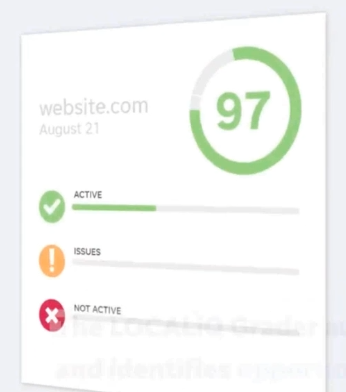 97
website.com
August 21
ACTIVE
ISSUES
NOT ACTIVE
The LOCALiQ Grader
and identifies